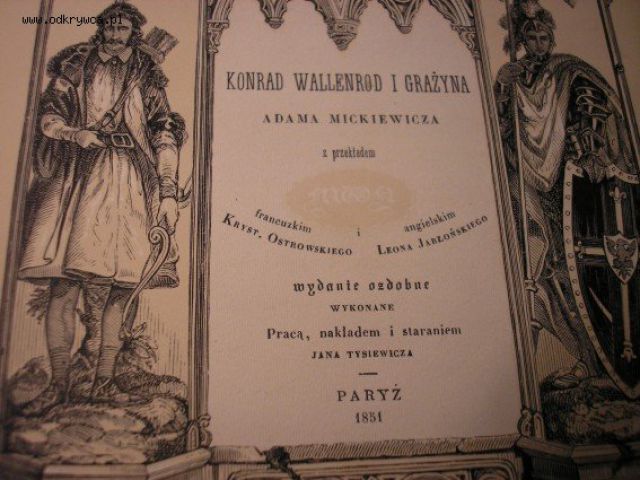 www.odkrywca.pl
KONRAD WALLENROD I GRAŻYNA
ADAMA MICKIEWICZA
z przekładem
francuzkim i angielskim
KRYST. OSTROWSKIEGO LEONA JABŁOŃSKIEGO
wydanie ozdobne
WYKONANE
Pracą, nakładem i staraniem
JANA TYSIEWICZA
PARYŻ
1851